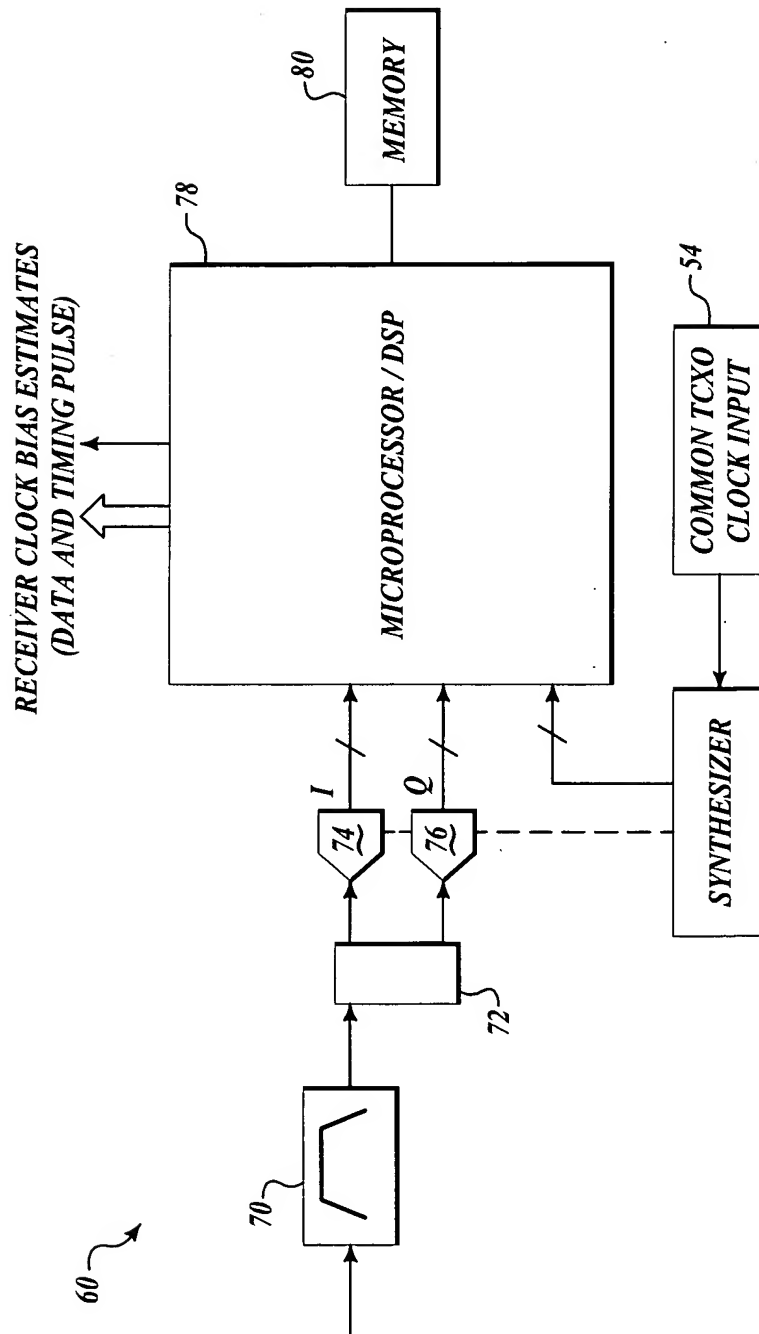 60
70
72
I
74
Q
76
RECEIVER CLOCK BIAS ESTIMATES
(DATA AND TIMING PULSE)
MICROPROCESSOR / DSP
78
MEMORY
80
SYNTHESIZER
COMMON TCXO
CLOCK INPUT
54